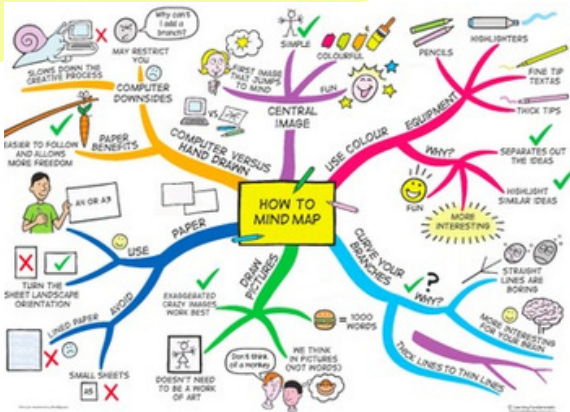 HOW TO
MIND MAP
CENTRAL
IMAGE
SIMPLE
COLOURFUL
FUN
FIRST IMAGE
THAT JUMPS
TO MIND
USE COLOUR
EQUIPMENT
PENCILS
HIGHLIGHTERS
FINE TIP
TEXTAS
THICK TIPS
WHY?
SEPARATES OUT
THE IDEAS
HIGHLIGHT
SIMILAR IDEAS
MORE
INTERESTING
FUN
CURVE YOUR
BRANCHES
WHY?
STRAIGHT
LINES ARE
BORING
MORE INTERESTING
FOR YOUR BRAIN
THICK LINES TO THIN LINES
DRAW
PICTURES
= 1000
WORDS
WE THINK
IN PICTURES
(NOT WORDS)
Don't think
of a monkey
DOESN'T NEED
TO BE A WORK
OF ART
EXAGGERATED
CRAZY IMAGES
WORK BEST
PAPER
USE
A4 OR A3
TURN THE
SHEET LANDSCAPE
ORIENTATION
AVOID
LINED PAPER
SMALL SHEETS
A5
COMPUTER VERSUS
HAND DRAWN
VS
PAPER
BENEFITS
EASIER TO FOLLOW
AND ALLOWS
MORE FREEDOM
COMPUTER
DOWNSIDES
SLOWS DOWN THE
CREATIVE PROCESS
MAY RESTRICT
YOU
Why can't
I add a
branch?